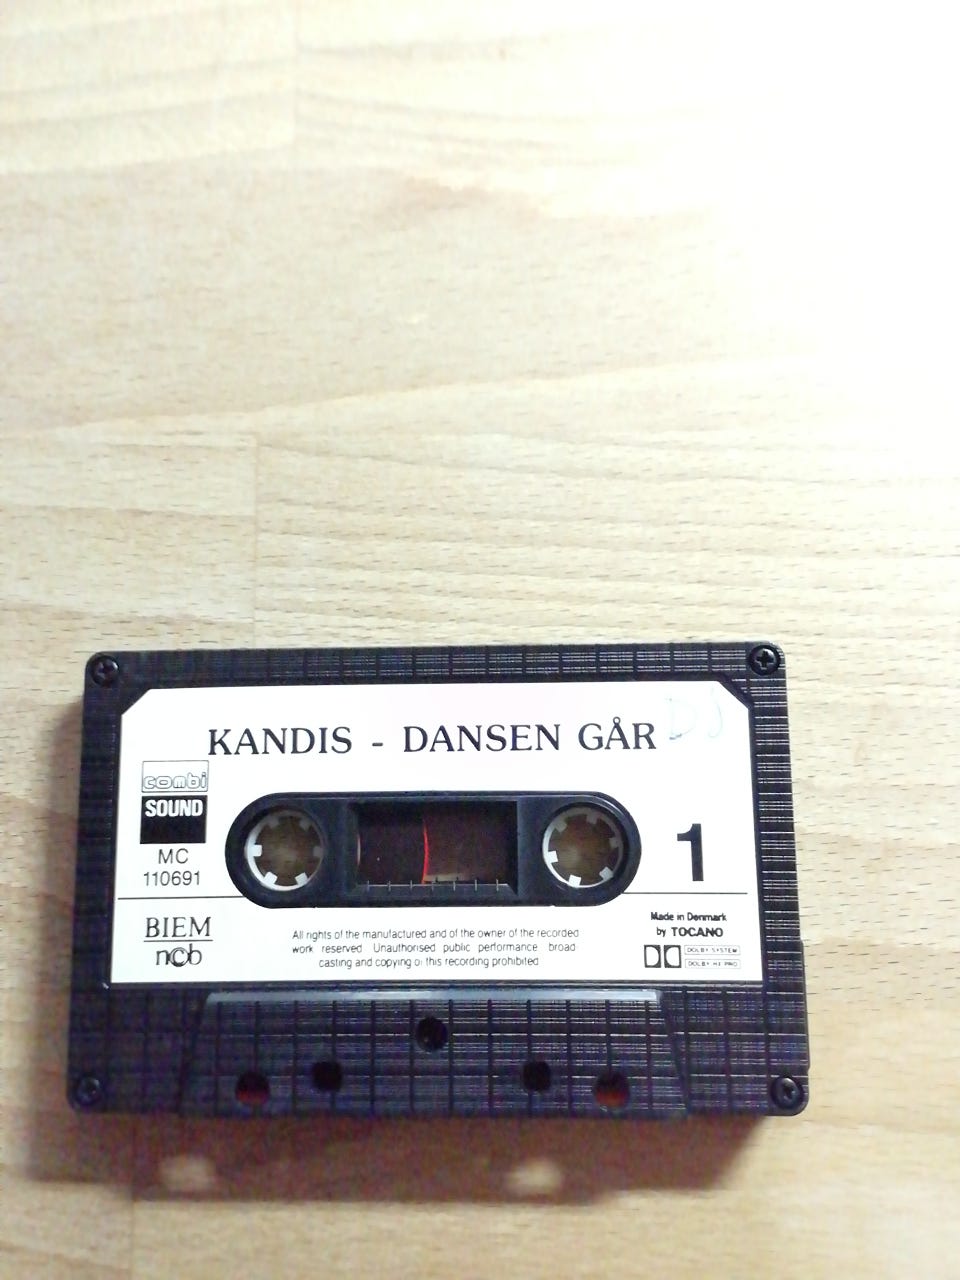 KANDIS - DANSEN GÅR
DJ
combi
SOUND
MC
110691
1
BIEM
ncb
All rights of the manufactured and of the owner of the recorded
work reserved Unauthorised public performance broad
casting and copying of this recording prohibited
Made in Denmark
by TOCANO
DOLBY SYSTEM
DOLBY HX PRO